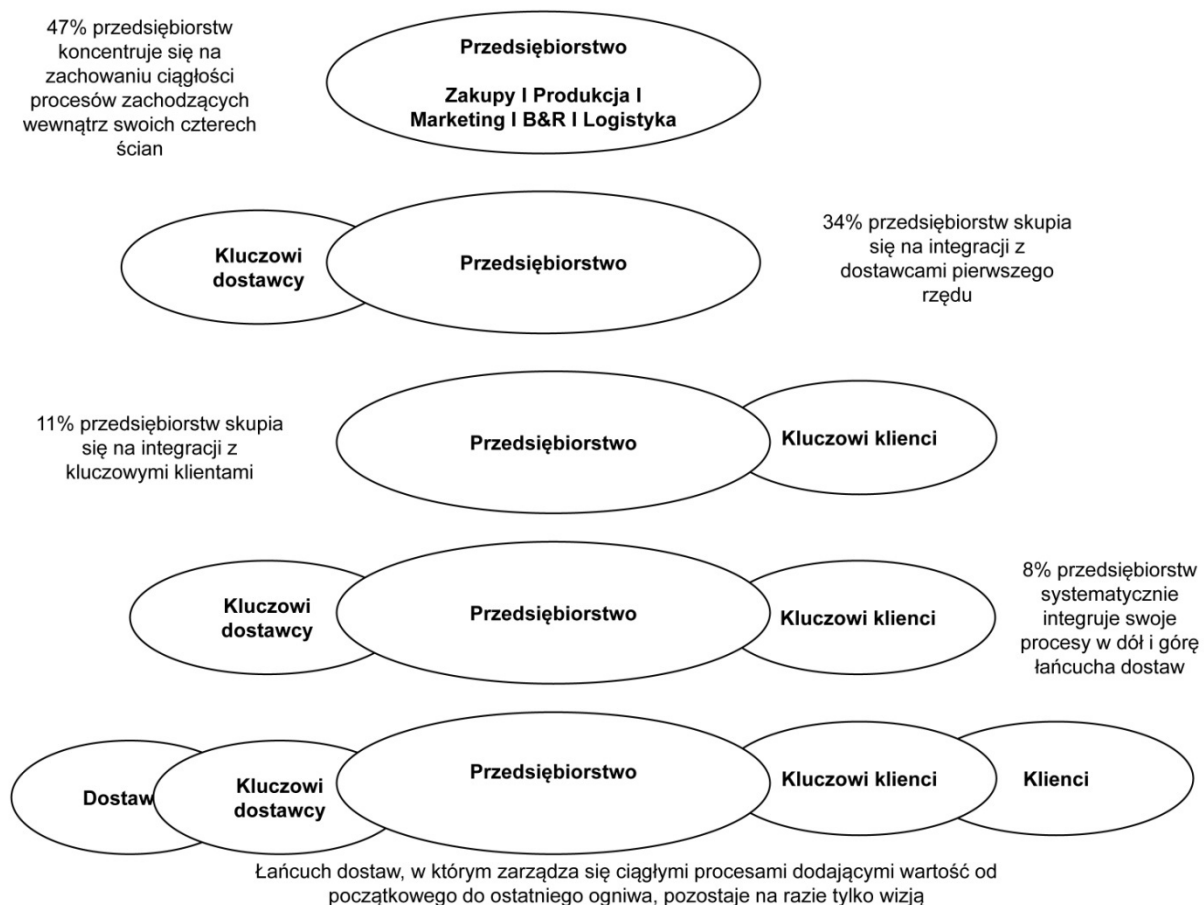 47% przedsiębiorstw
koncentruje się na
zachowaniu ciągłości
procesów zachodzących
wewnątrz swoich czterech
ścian
Przedsiębiorstwo
Zakupy I Produkcja I
Marketing I B&R I Logistyka
Kluczowi
dostawcy
Przedsiębiorstwo
34% przedsiębiorstw skupia
się na integracji z
dostawcami pierwszego
rzędu
11% przedsiębiorstw skupia
się na integracji z
kluczowymi klientami
Przedsiębiorstwo
Kluczowi klienci
Kluczowi
dostawcy
Przedsiębiorstwo
Kluczowi klienci
8% przedsiębiorstw
systematycznie
integruje swoje
procesy w dół i górę
łańcucha dostaw
Dostaw
Kluczowi
dostawcy
Przedsiębiorstwo
Kluczowi klienci
Klienci
Łańcuch dostaw, w którym zarządza się ciągłymi procesami dodającymi wartość od
początkowego do ostatniego ogniwa, pozostaje na razie tylko wizją